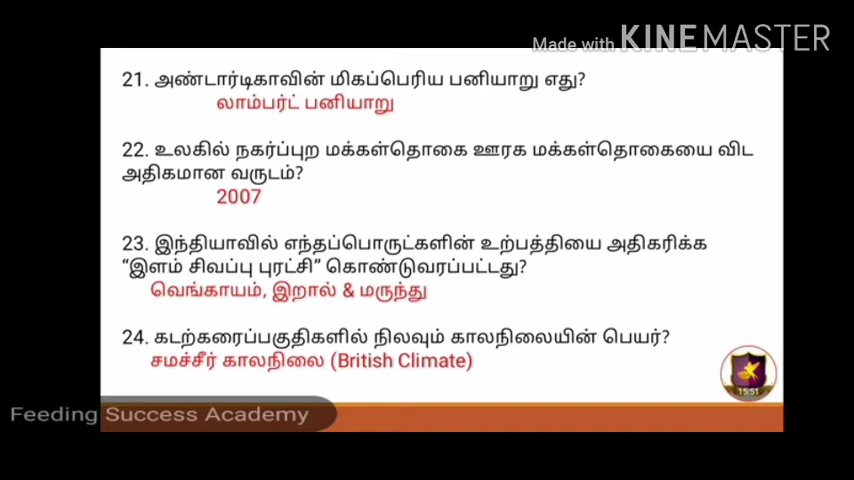 Made with KINEMASTER
21. அண்டார்டிகாவின் மிகப்பெரிய பனியாறு எது?
லாம்பர்ட் பனியாறு
22. உலகில் நகர்ப்புற மக்கள்தொகை ஊரக மக்கள்தொகையை விட
அதிகமான வருடம்?
2007
23. இந்தியாவில் எந்தப்பொருட்களின் உற்பத்தியை அதிகரிக்க
“இளம் சிவப்பு புரட்சி” கொண்டுவரப்பட்டது?
வெங்காயம், இறால் & மருந்து
24. கடற்கரைப்பகுதிகளில் நிலவும் காலநிலையின் பெயர்?
சமச்சீர் காலநிலை (British Climate)
15:51
Feeding Success Academy